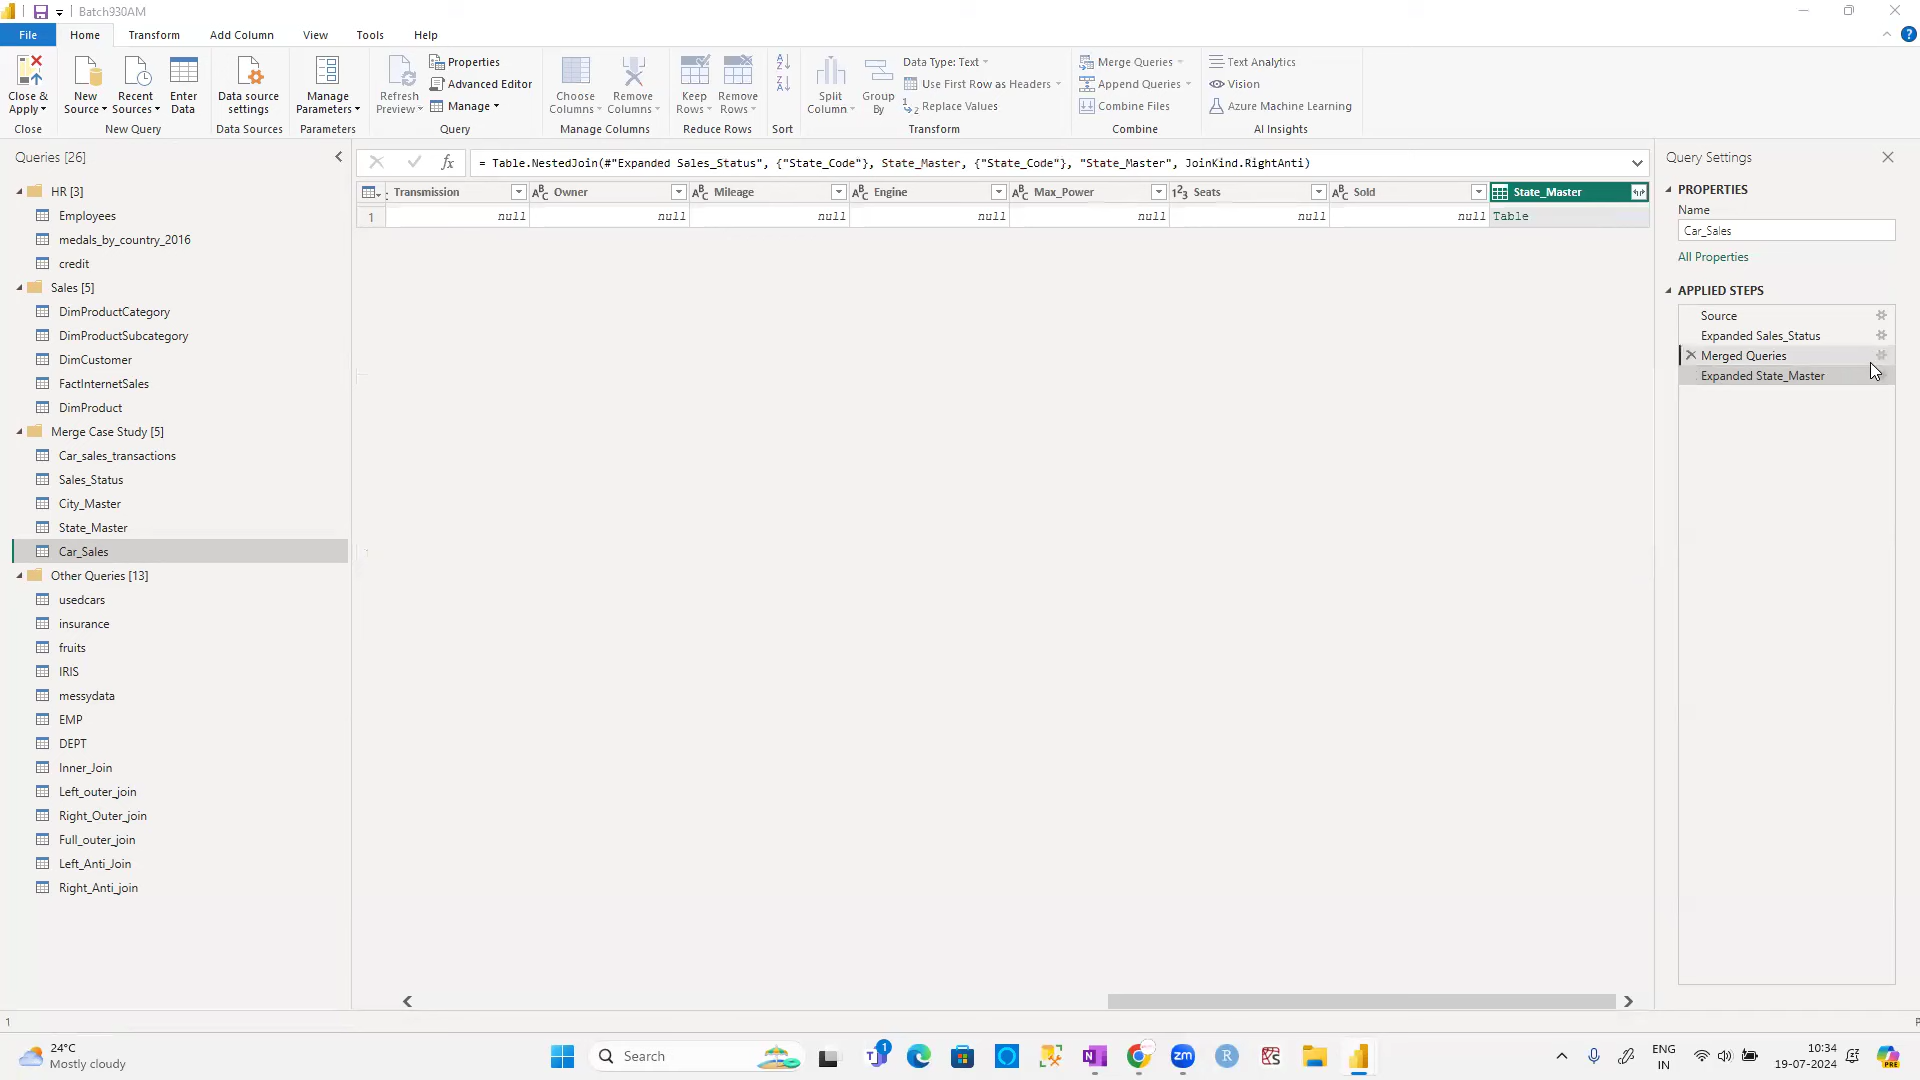 Batch930AM
File Home Transform Add Column View Tools Help
Close & Apply
Close
New Source
Recent Sources
Enter Data
New Query
Data source settings
Data Sources
Manage Parameters
Parameters
Refresh Preview
Properties
Advanced Editor
Manage
Query
Choose Columns
Remove Columns
Manage Columns
Keep Rows
Remove Rows
Reduce Rows
Sort
Split Column
Group By
Data Type: Text
Use First Row as Headers
Replace Values
Transform
Merge Queries
Append Queries
Combine Files
Combine
Text Analytics
Vision
Azure Machine Learning
AI Insights
Queries [26]
HR [3]
Employees
medals_by_country_2016
credit
Sales [5]
DimProductCategory
DimProductSubcategory
DimCustomer
FactInternetSales
DimProduct
Merge Case Study [5]
Car_sales_transactions
Sales_Status
City_Master
State_Master
Car_Sales
Other Queries [13]
usedcars
insurance
fruits
IRIS
messydata
EMP
DEPT
Inner_Join
Left_outer_join
Right_Outer_join
Full_outer_join
Left_Anti_Join
Right_Anti_join
fx = Table.NestedJoin(#"Expanded Sales_Status", {"State_Code"}, State_Master, {"State_Code"}, "State_Master", JoinKind.RightAnti)
Transmission Owner Mileage Engine Max_Power Seats Sold State_Master
1 null null null null null null null Table
Query Settings
PROPERTIES
Name
Car_Sales
All Properties
APPLIED STEPS
Source
Expanded Sales_Status
Merged Queries
Expanded State_Master
1
24°C
Mostly cloudy
Search
ENG
IN
10:34
19-07-2024